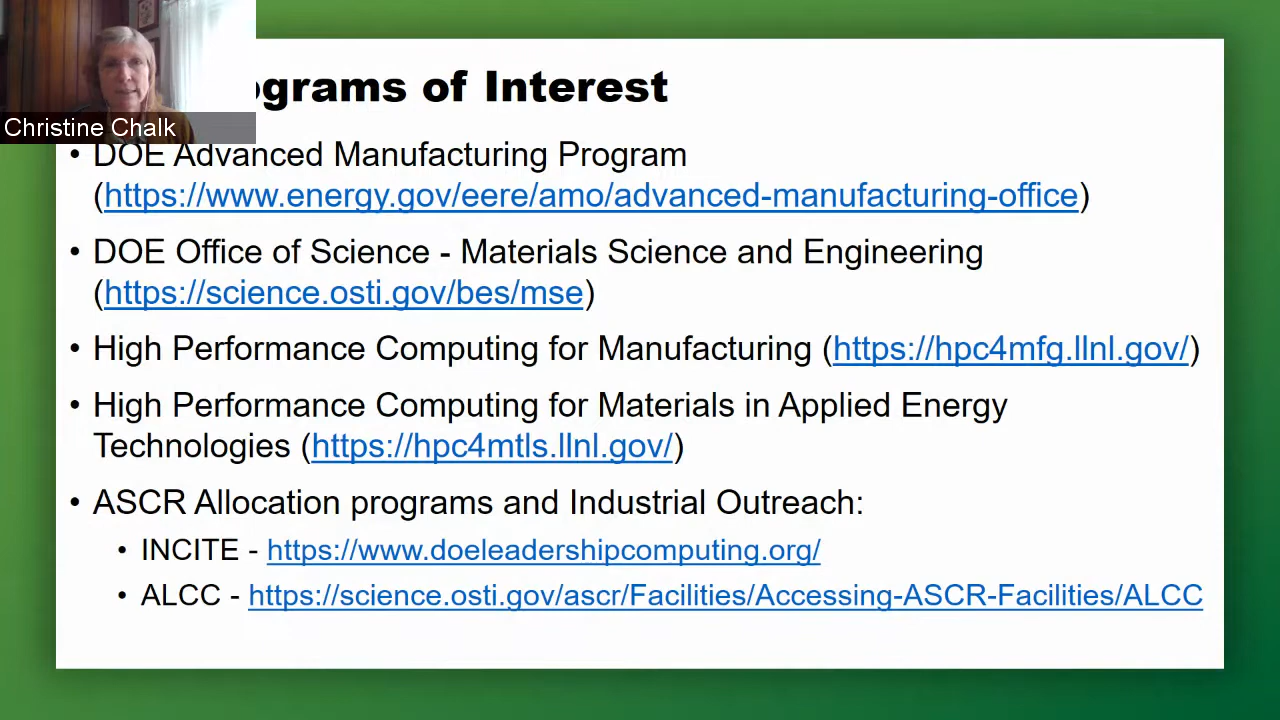 ograms of Interest
Christine Chalk
• DOE Advanced Manufacturing Program
(https://www.energy.gov/eere/amo/advanced-manufacturing-office)
• DOE Office of Science - Materials Science and Engineering
(https://science.osti.gov/bes/mse)
• High Performance Computing for Manufacturing (https://hpc4mfg.llnl.gov/)
• High Performance Computing for Materials in Applied Energy
Technologies (https://hpc4mtls.llnl.gov/)
• ASCR Allocation programs and Industrial Outreach:
• INCITE - https://www.doeleadershipcomputing.org/
• ALCC - https://science.osti.gov/ascr/Facilities/Accessing-ASCR-Facilities/ALCC